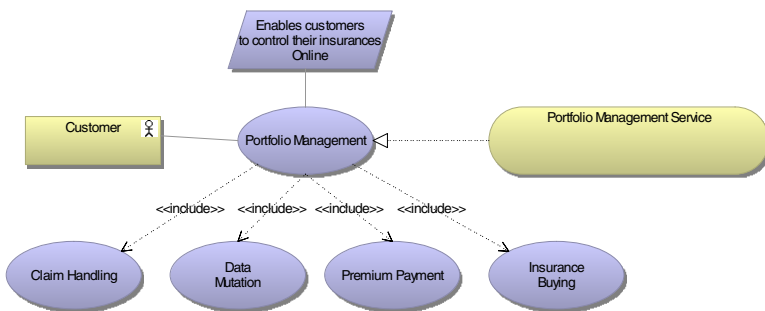 Enables customers
to control their insurances
Online
Customer
Portfolio Management
Portfolio Management Service
<<include>> <<include>> <<include>> <<include>>
Claim Handling
Data
Mutation
Premium Payment
Insurance
Buying